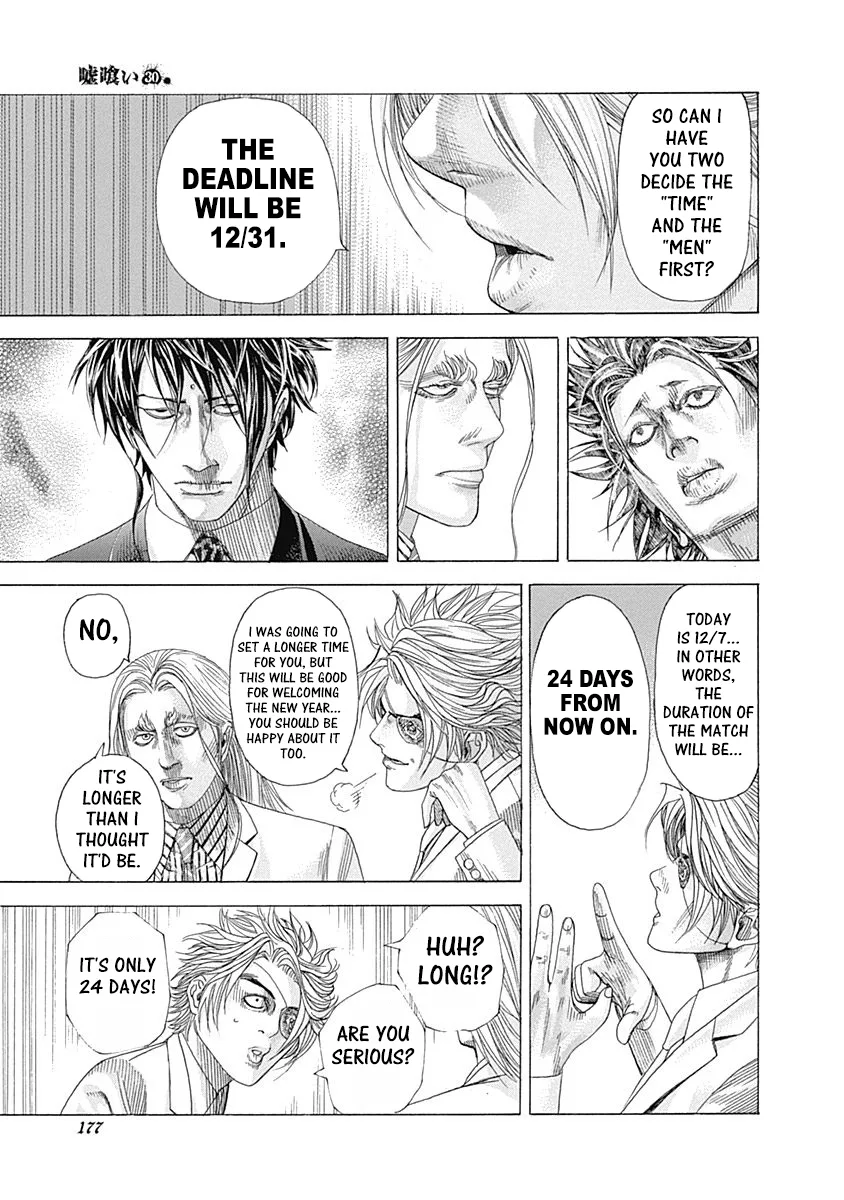 嘘喰い 30
SO CAN I
HAVE
YOU TWO
DECIDE THE
"TIME"
AND THE
"MEN"
FIRST?
THE
DEADLINE
WILL BE
12/31.
TODAY
IS 12/7...
IN OTHER
WORDS,
THE
DURATION OF
THE MATCH
WILL BE...
24 DAYS
FROM
NOW ON.
I WAS GOING TO
SET A LONGER TIME
FOR YOU, BUT
THIS WILL BE GOOD
FOR WELCOMING
THE NEW YEAR...
YOU SHOULD BE
HAPPY ABOUT IT
TOO.
NO,
IT'S
LONGER
THAN I
THOUGHT
IT'D BE.
HUH?
LONG!?
ARE YOU
SERIOUS?
IT'S ONLY
24 DAYS!
177